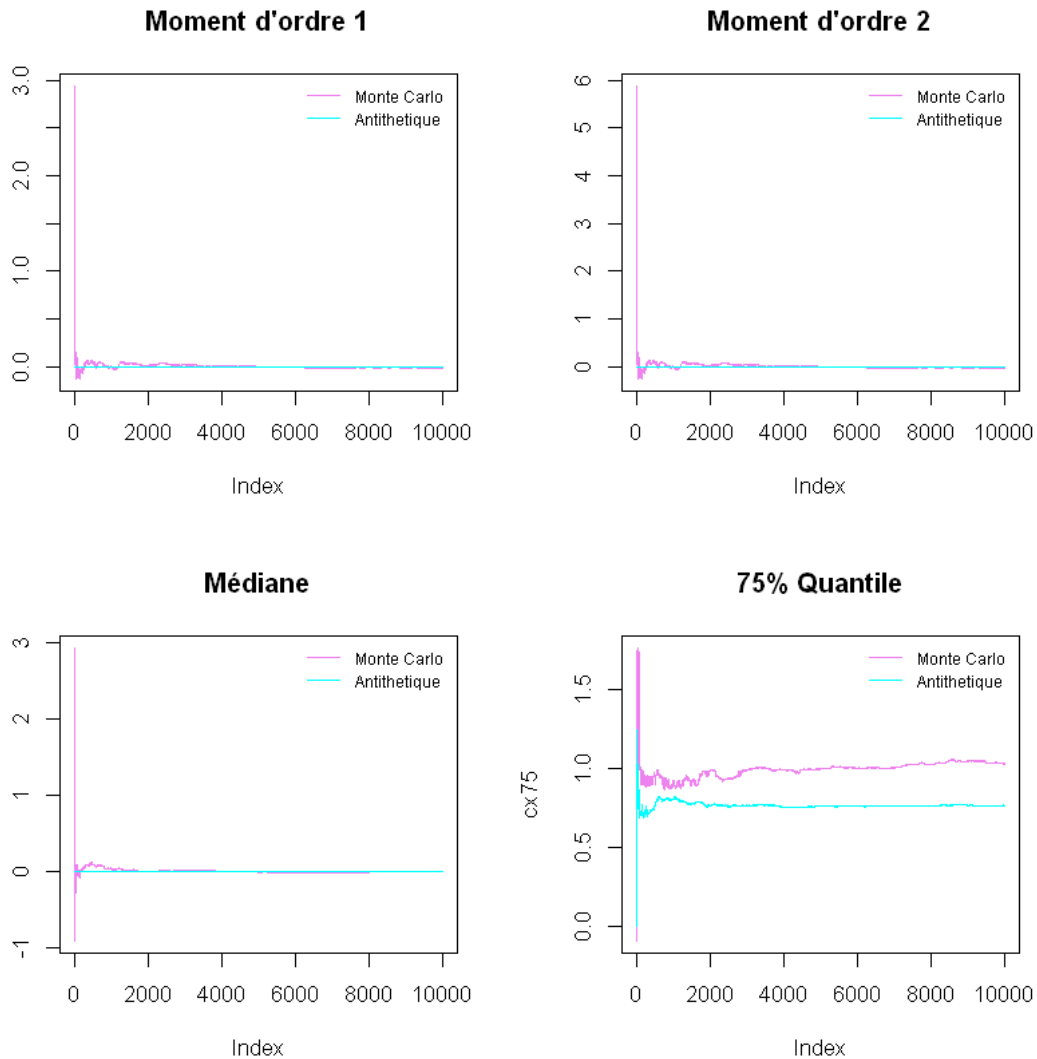 Moment d'ordre 1
3.0
2.0
1.0
0.0
Monte Carlo
Antithetique
0 2000 4000 6000 8000 10000
Index
Moment d'ordre 2
6
5
4
3
2
1
0
Monte Carlo
Antithetique
0 2000 4000 6000 8000 10000
Index
Médiane
3
2
1
0
-1
Monte Carlo
Antithetique
0 2000 4000 6000 8000 10000
Index
75% Quantile
cx75
1.5
1.0
0.5
0.0
Monte Carlo
Antithetique
0 2000 4000 6000 8000 10000
Index